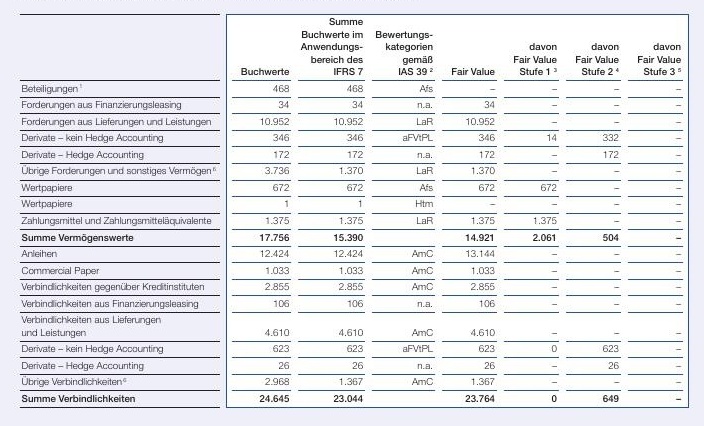 Buchwerte Summe Buchwerte im Anwendungs- bereich des IFRS 7 Bewertungs- kategorien gemäß IAS 39 ² Fair Value davon Fair Value Stufe 1 ³ davon Fair Value Stufe 2 ⁴ davon Fair Value Stufe 3 ⁵
Beteiligungen ¹ 468 468 Afs – – – –
Forderungen aus Finanzierungsleasing 34 34 n.a. 34 – – –
Forderungen aus Lieferungen und Leistungen 10.952 10.952 LaR 10.952 – – –
Derivate – kein Hedge Accounting 346 346 aFVtPL 346 14 332 –
Derivate – Hedge Accounting 172 172 n.a. 172 – 172 –
Übrige Forderungen und sonstiges Vermögen ⁶ 3.736 1.370 LaR 1.370 – – –
Wertpapiere 672 672 Afs 672 672 – –
Wertpapiere 1 1 Htm – – – –
Zahlungsmittel und Zahlungsmitteläquivalente 1.375 1.375 LaR 1.375 1.375 – –
Summe Vermögenswerte 17.756 15.390 14.921 2.061 504 –
Anleihen 12.424 12.424 AmC 13.144 – – –
Commercial Paper 1.033 1.033 AmC 1.033 – – –
Verbindlichkeiten gegenüber Kreditinstituten 2.855 2.855 AmC 2.855 – – –
Verbindlichkeiten aus Finanzierungsleasing 106 106 n.a. 106 – – –
Verbindlichkeiten aus Lieferungen
und Leistungen 4.610 4.610 AmC 4.610 – – –
Derivate – kein Hedge Accounting 623 623 aFVtPL 623 0 623 –
Derivate – Hedge Accounting 26 26 n.a. 26 – 26 –
Übrige Verbindlichkeiten ⁶ 2.968 1.367 AmC 1.367 – – –
Summe Verbindlichkeiten 24.645 23.044 23.764 0 649 –